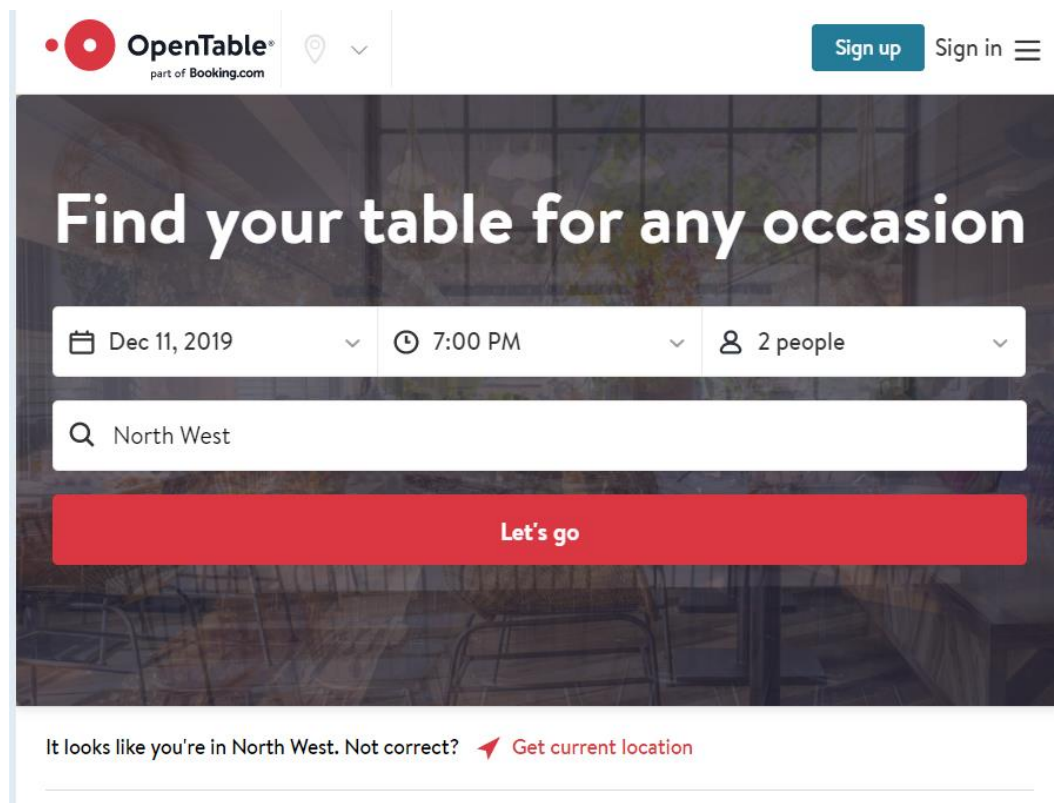 OpenTable®
part of Booking.com
Sign up
Sign in
Find your table for any occasion
Dec 11, 2019
7:00 PM
2 people
North West
Let's go
It looks like you're in North West. Not correct? Get current location